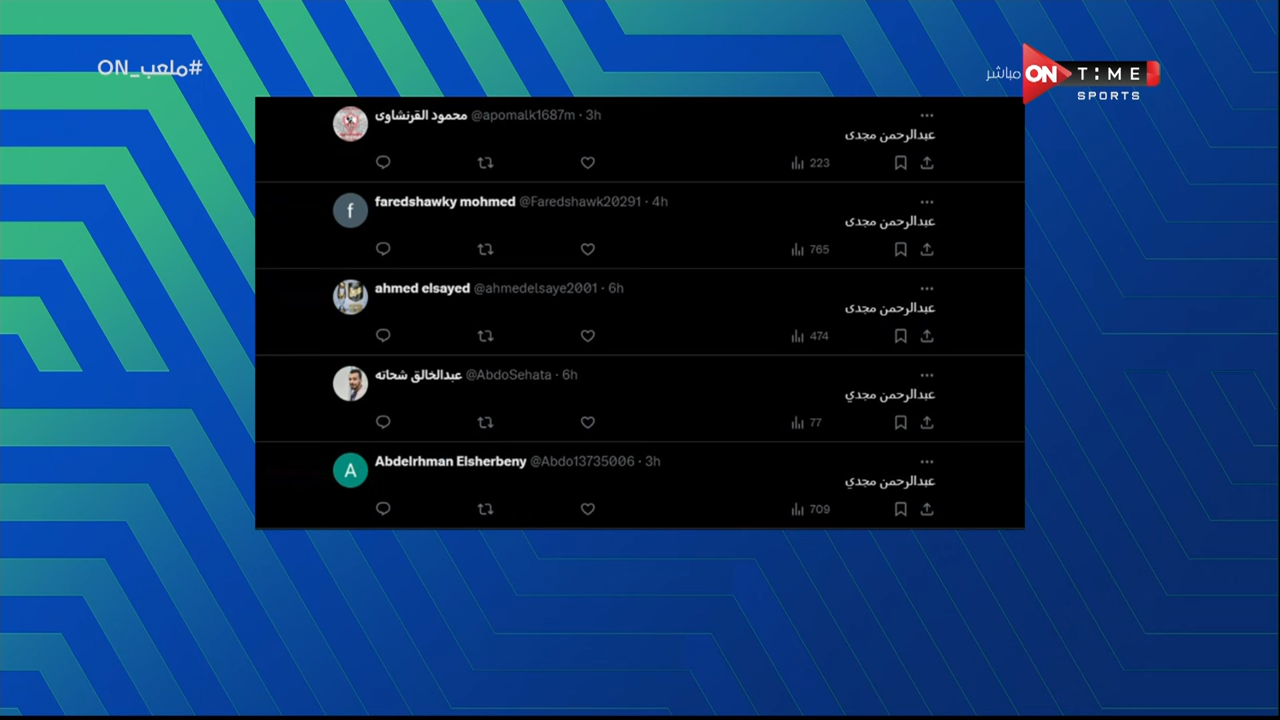 #ملعب_ON
مباشر ON TIME SPORTS
محمود القرنشاوى @apomalk1687m · 3h
عبدالرحمن مجدى
223
faredshawky mohmed @Faredshawk20291 · 4h
عبدالرحمن مجدى
765
ahmed elsayed @ahmedelsaye2001 · 6h
عبدالرحمن مجدى
474
عبدالخالق شحاته @AbdoSehata · 6h
عبدالرحمن مجدي
77
Abdelrhman Elsherbeny @Abdo13735006 · 3h
عبدالرحمن مجدي
709
f
A